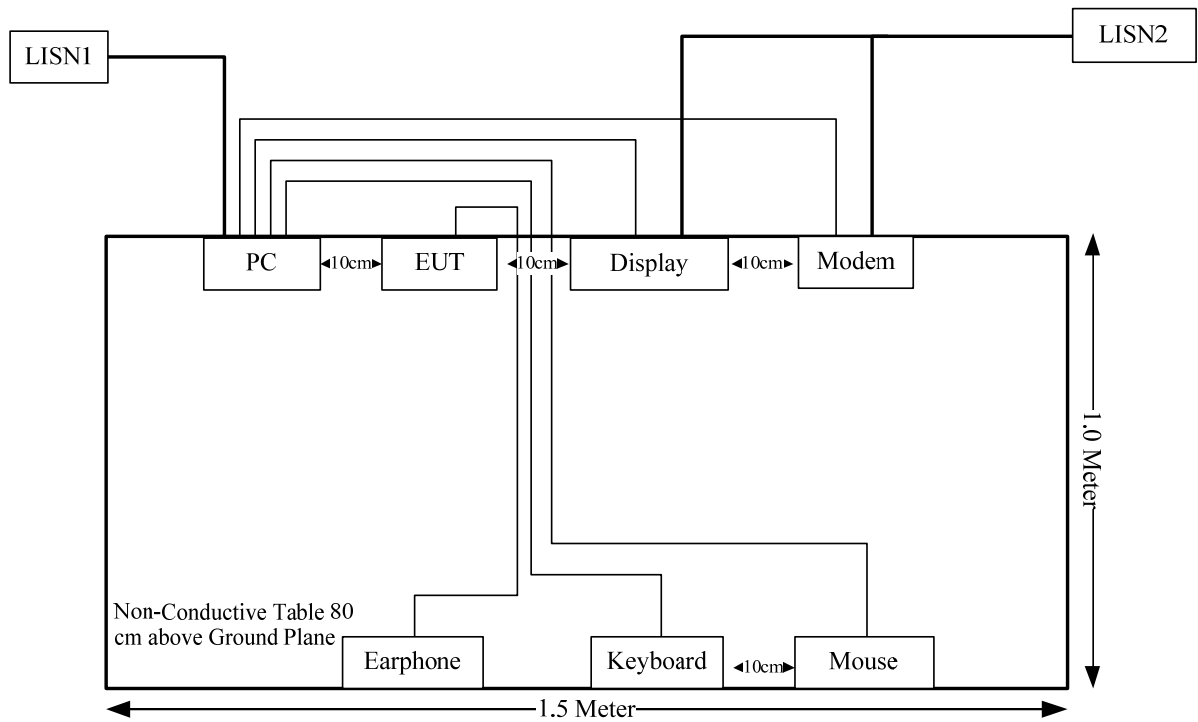 LISN1
LISN2
PC
10cm
EUT
10cm
Display
10cm
Modem
1.0 Meter
Non-Conductive Table 80
cm above Ground Plane
Earphone
Keyboard
10cm
Mouse
1.5 Meter